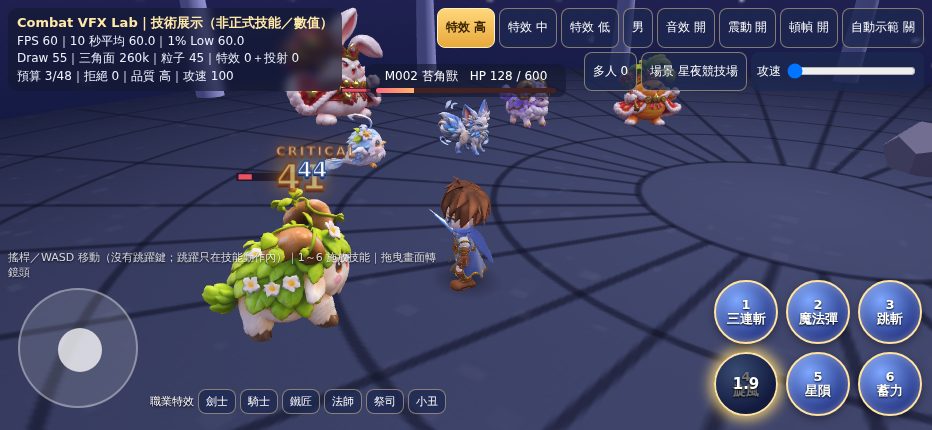 Combat VFX Lab｜技術展示（非正式技能／數值）
FPS 60｜10 秒平均 60.0｜1% Low 60.0
Draw 55｜三角面 260k｜粒子 45｜特效 0＋投射 0
預算 3/48｜拒絕 0｜品質 高｜攻速 100
特效 高
特效 中
特效 低
男
音效 開
震動 開
頓幀 開
自動示範 關
多人 0
場景 星夜競技場
攻速
M002 苔角獸 HP 128 / 600
CRITICAL
44
搖桿／WASD 移動（沒有跳躍鍵；跳躍只在技能動作內）｜1~6 施放技能｜拖曳畫面轉
鏡頭
1
三連斬
2
魔法彈
3
跳斬
1.9
旋風
5
星隕
6
蓄力
職業特效
劍士
騎士
鐵匠
法師
祭司
小丑